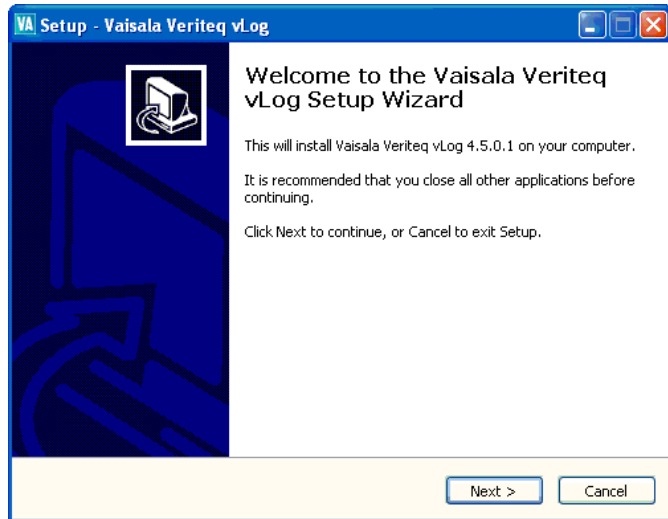 VA Setup - Vaisala Veriteq vLog
Welcome to the Vaisala Veriteq
vLog Setup Wizard
This will install Vaisala Veriteq vLog 4.5.0.1 on your computer.
It is recommended that you close all other applications before
continuing.
Click Next to continue, or Cancel to exit Setup.
Next > Cancel